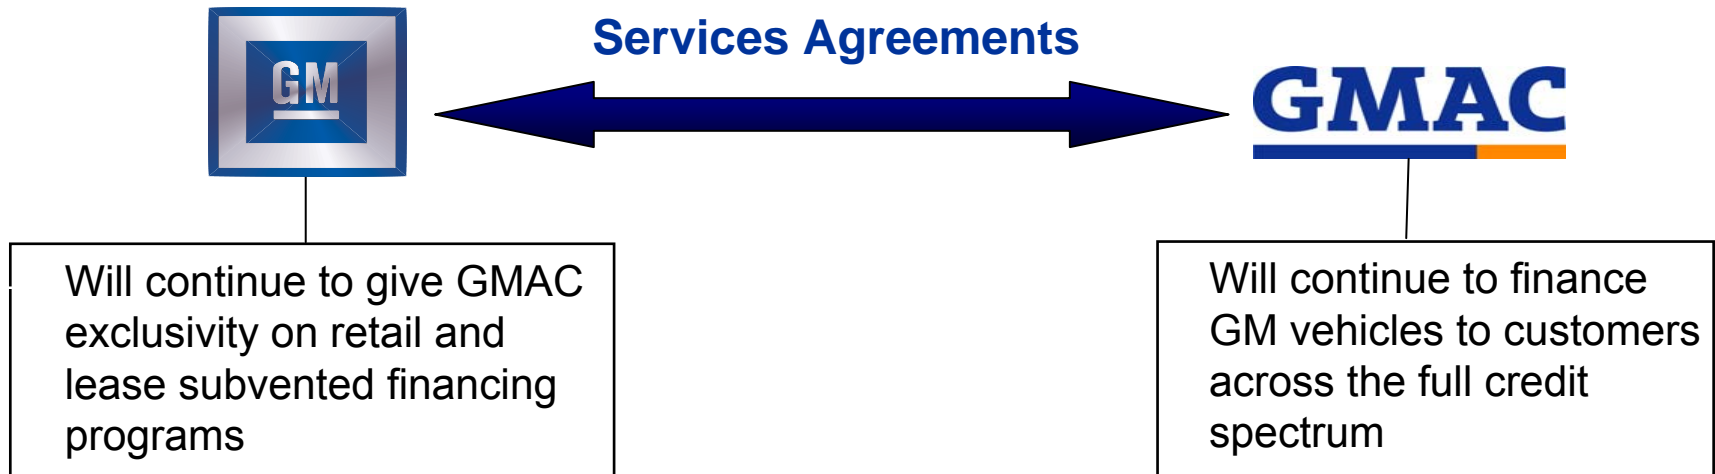 Services Agreements
GM
GMAC
Will continue to give GMAC
exclusivity on retail and
lease subvented financing
programs
Will continue to finance
GM vehicles to customers
across the full credit
spectrum